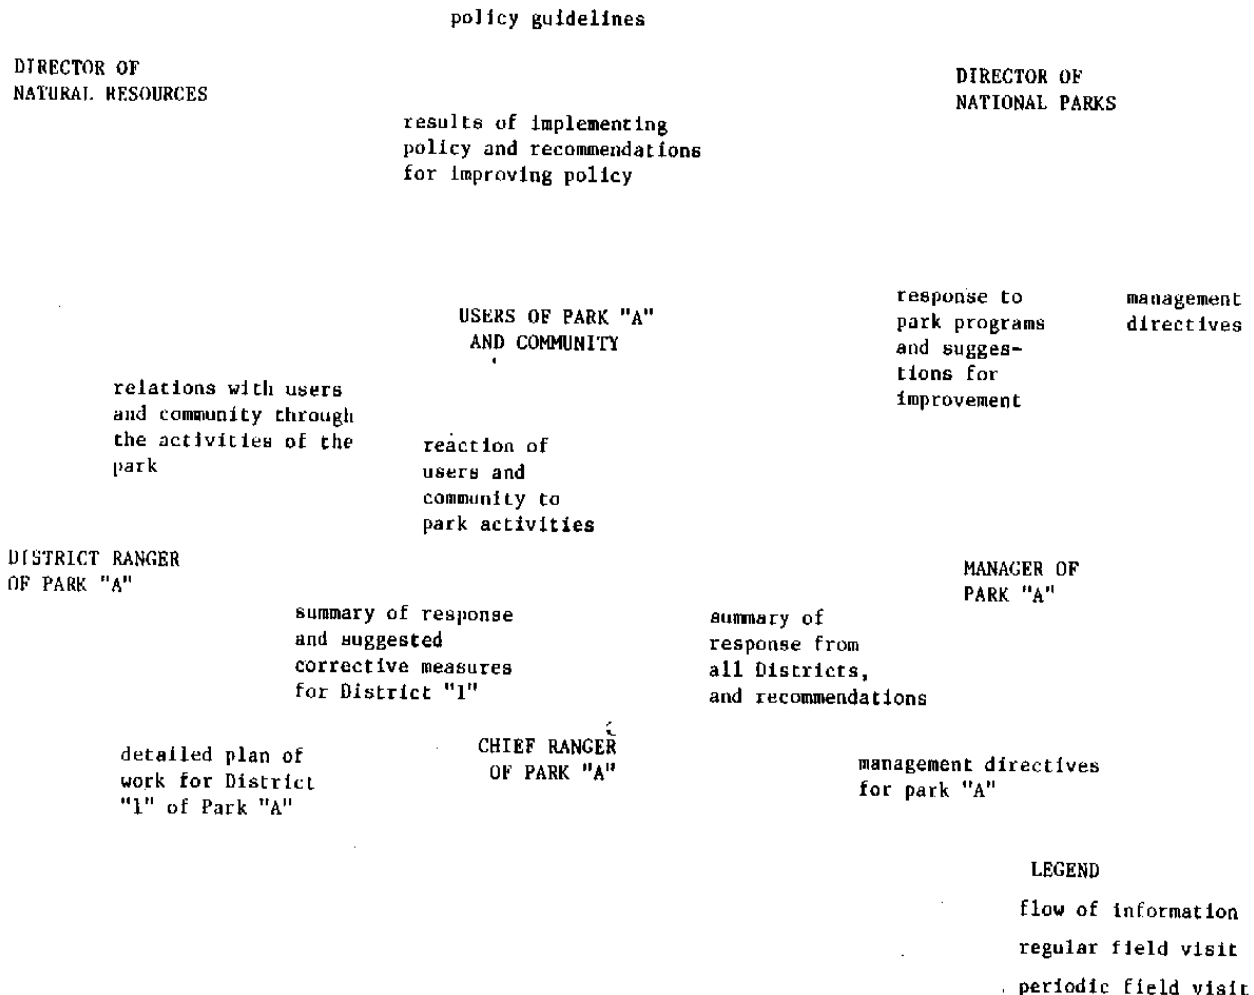 policy guidelines
DIRECTOR OF
NATURAL RESOURCES
DIRECTOR OF
NATIONAL PARKS
results of implementing
policy and recommendations
for improving policy
response to
park programs
and sugges-
tions for
improvement
management
directives
USERS OF PARK "A"
AND COMMUNITY
relations with users
and community through
the activities of the
park
reaction of
users and
community to
park activities
DISTRICT RANGER
OF PARK "A"
MANAGER OF
PARK "A"
summary of response
and suggested
corrective measures
for District "1"
summary of
response from
all Districts,
and recommendations
CHIEF RANGER
OF PARK "A"
detailed plan of
work for District
"1" of Park "A"
management directives
for park "A"
LEGEND
flow of information
regular field visit
periodic field visit